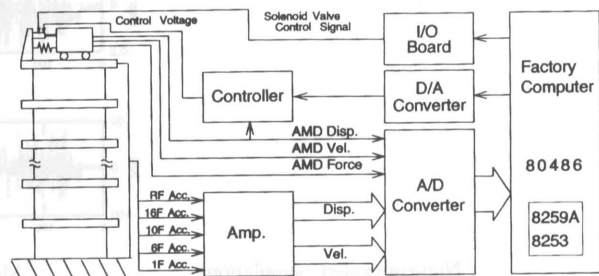 Control Voltage
Solenoid Valve
Control Signal
I/O
Board
Factory
Computer
Controller
D/A
Converter
AMD Disp.
AMD Vel.
AMD Force
A/D
Converter
80486
8259A
8253
RF Acc.
16F Acc.
10F Acc.
6F Acc.
1F Acc.
Amp.
Disp.
Vel.